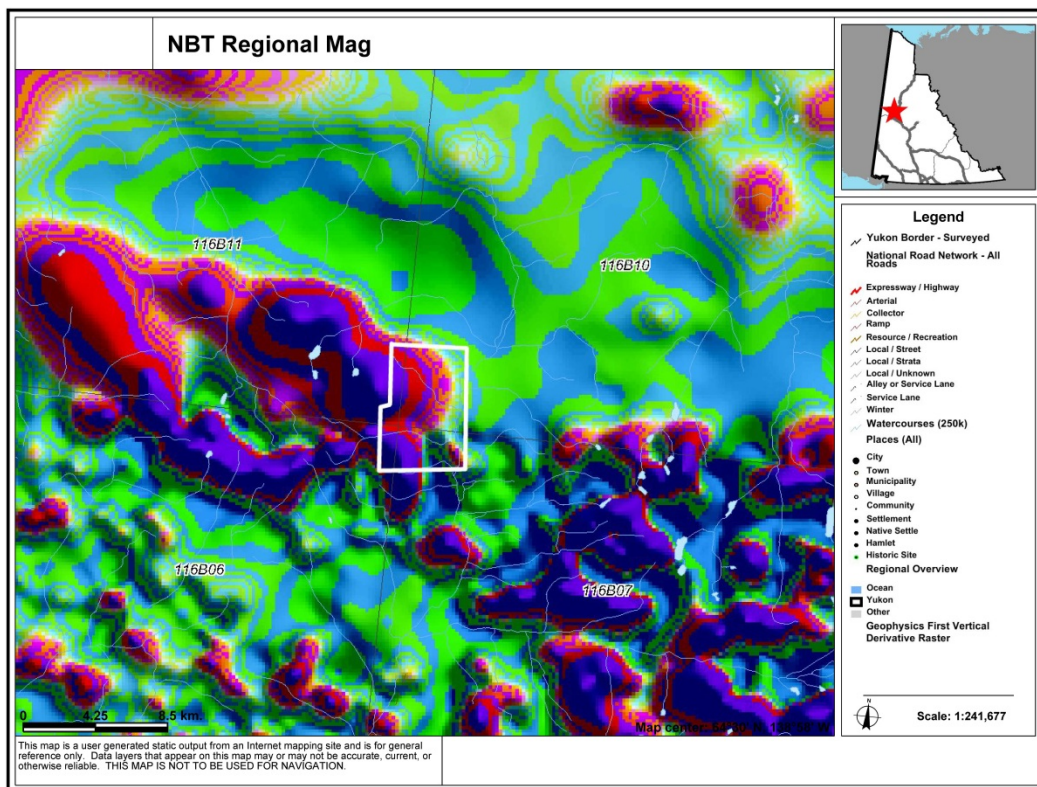 NBT Regional Mag
116B11
116B10
116B06
116B07
0 4.25 8.5 km.
Map center:
This map is a user generated static output from an Internet mapping site and is for general
reference only. Data layers that appear on this map may or may not be accurate, current, or
otherwise reliable. THIS MAP IS NOT TO BE USED FOR NAVIGATION.
Legend
Yukon Border - Surveyed
National Road Network - All
Roads
Expressway / Highway
Arterial
Collector
Ramp
Resource / Recreation
Local / Street
Local / Strata
Local / Unknown
Alley or Service Lane
Service Lane
Winter
Watercourses (250k)
Places (All)
City
Town
Municipality
Village
Community
Settlement
Native Settle
Hamlet
Historic Site
Regional Overview
Ocean
Yukon
Other
Geophysics First Vertical
Derivative Raster
N
Scale: 1:241,677